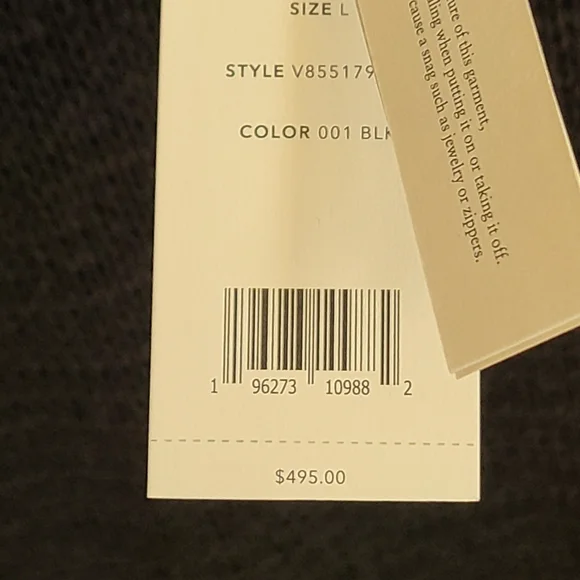 SIZE L
STYLE V855179
COLOR 001 BLK
1 96273 10988 2
$495.00
ure of this garment,
ling when putting it on or taking it off.
cause a snag such as jewelry or zippers.